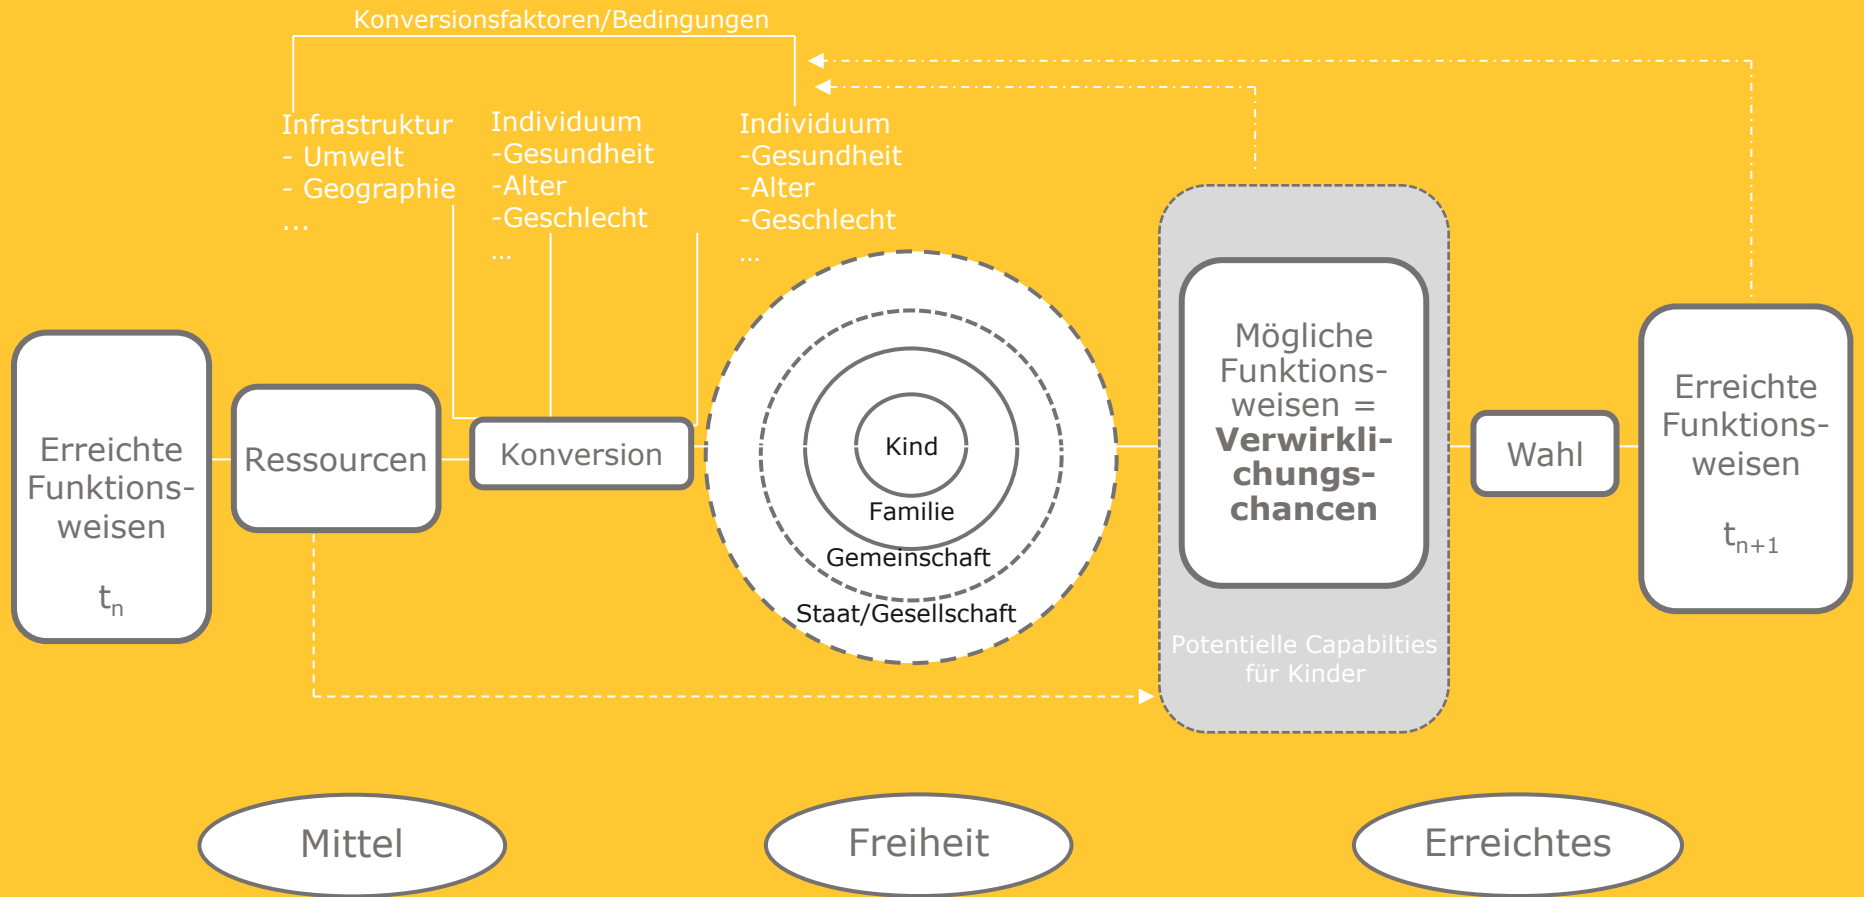 Konversionsfaktoren/Bedingungen
Infrastruktur
- Umwelt
- Geographie
...
Individuum
-Gesundheit
-Alter
-Geschlecht
...
Individuum
-Gesundheit
-Alter
-Geschlecht
...
Erreichte
Funktions-
weisen
tn
Ressourcen
Konversion
Kind
Familie
Gemeinschaft
Staat/Gesellschaft
Mögliche
Funktions-
weisen =
Verwirkli-
chungs-
chancen
Potentielle Capabilties
für Kinder
Wahl
Erreichte
Funktions-
weisen
tn+1
Mittel
Freiheit
Erreichtes